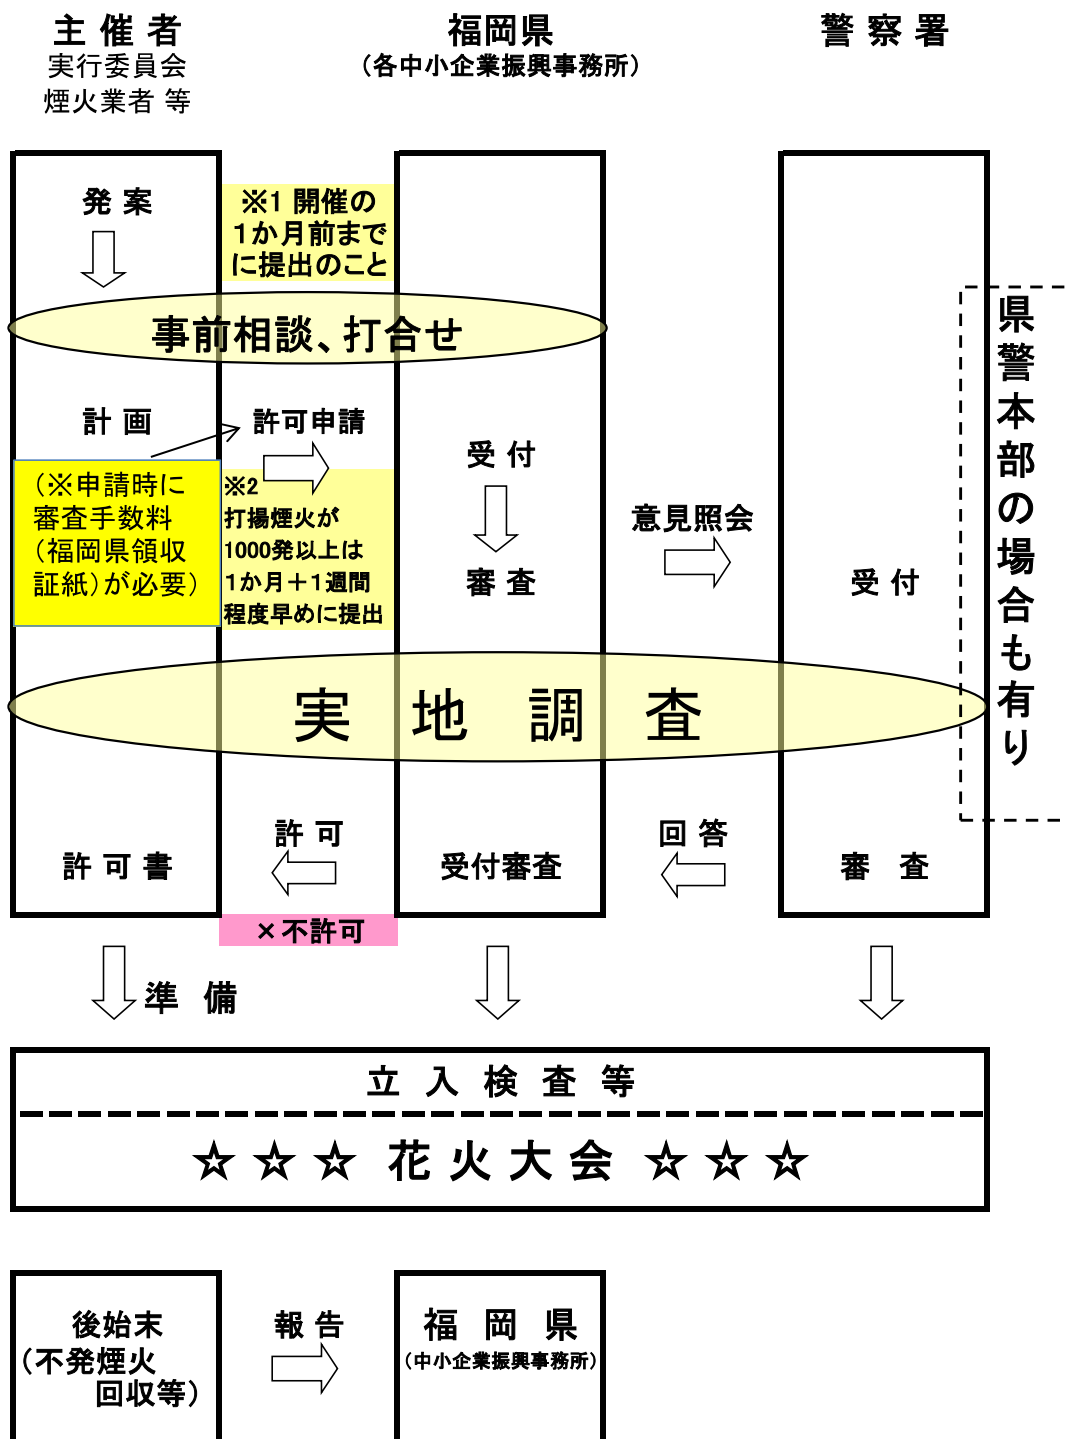 主催者
実行委員会
煙火業者 等
福岡県
（各中小企業振興事務所）
警察署
発案
※1 開催の
１か月前まで
に提出のこと
事前相談、打合せ
計画
許可申請
（※申請時に
審査手数料
（福岡県領収
証紙）が必要）
※2
打揚煙火が
1000発以上は
１か月＋１週間
程度早めに提出
受付
審査
意見照会
受付
県警本部の場合も有り
実地調査
許可書
許可
受付審査
回答
審査
×不許可
準備
立入検査等
☆☆☆ 花火大会 ☆☆☆
後始末
（不発煙火
回収等）
報告
福岡県
（中小企業振興事務所）